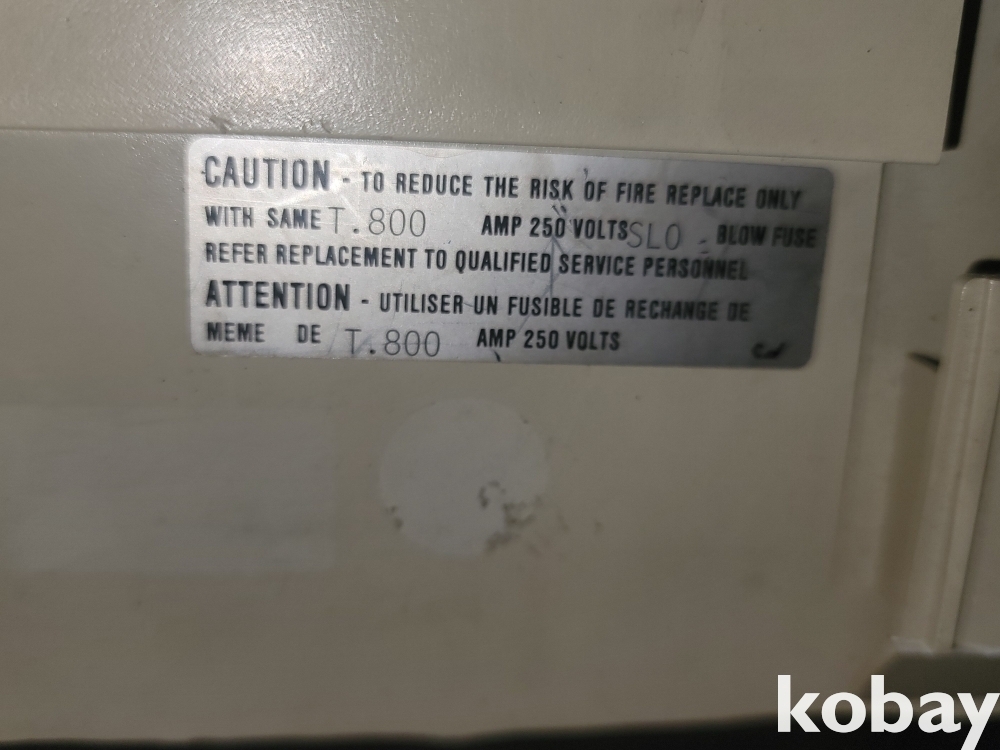 CAUTION - TO REDUCE THE RISK OF FIRE REPLACE ONLY
WITH SAME T.800 AMP 250 VOLTS SLO - BLOW FUSE
REFER REPLACEMENT TO QUALIFIED SERVICE PERSONNEL
ATTENTION - UTILISER UN FUSIBLE DE RECHANGE DE
MEME DE T.800 AMP 250 VOLTS
kobay